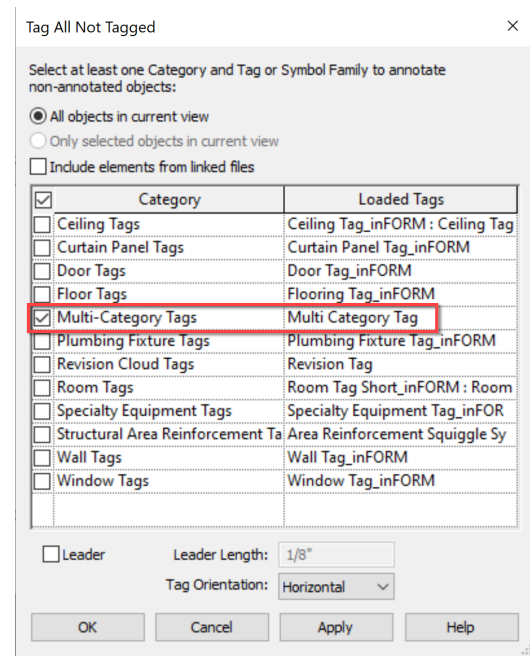 Tag All Not Tagged
Select at least one Category and Tag or Symbol Family to annotate
non-annotated objects:
All objects in current view
Only selected objects in current view
Include elements from linked files
Category Loaded Tags
Ceiling Tags Ceiling Tag_inFORM : Ceiling Tag
Curtain Panel Tags Curtain Panel Tag_inFORM
Door Tags Door Tag_inFORM
Floor Tags Flooring Tag_inFORM
Multi-Category Tags Multi Category Tag
Plumbing Fixture Tags Plumbing Fixture Tag_inFORM
Revision Cloud Tags Revision Tag
Room Tags Room Tag Short_inFORM : Room
Specialty Equipment Tags Specialty Equipment Tag_inFOR
Structural Area Reinforcement Ta Area Reinforcement Squiggle Sy
Wall Tags Wall Tag_inFORM
Window Tags Window Tag_inFORM
Leader Leader Length: 1/8"
Tag Orientation: Horizontal
OK Cancel Apply Help